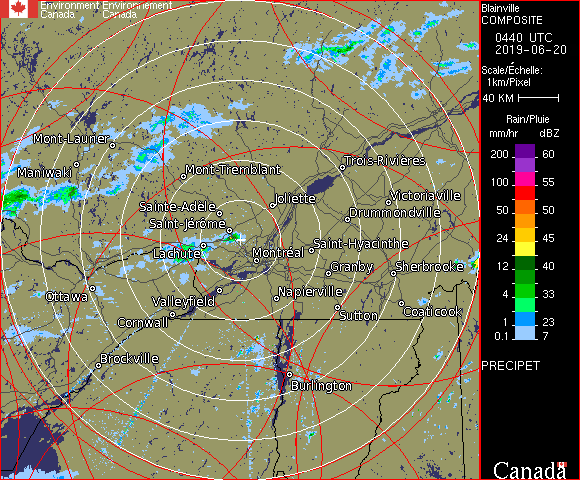 Environment Environnement
Canada Canada
Blainville
COMPOSITE
0440 UTC
2019-06-20
Scale/Échelle:
1km/Pixel
40 KM
Rain/Pluie
mm/hr dBZ
200 60
100 55
50 50
24 45
12 40
4 33
1 23
0.1 7
PRECIPET
Mont-Laurier
Maniwaki
Mont-Tremblant
Trois-Rivières
Joliette
Victoriaville
Sainte-Adèle
Drummondville
Saint-Jérôme
Lachute
Montréal
Saint-Hyacinthe
Granby
Sherbrooke
Ottawa
Valleyfield
Napierville
Cornwall
Sutton
Coaticook
Brockville
Burlington
Canada